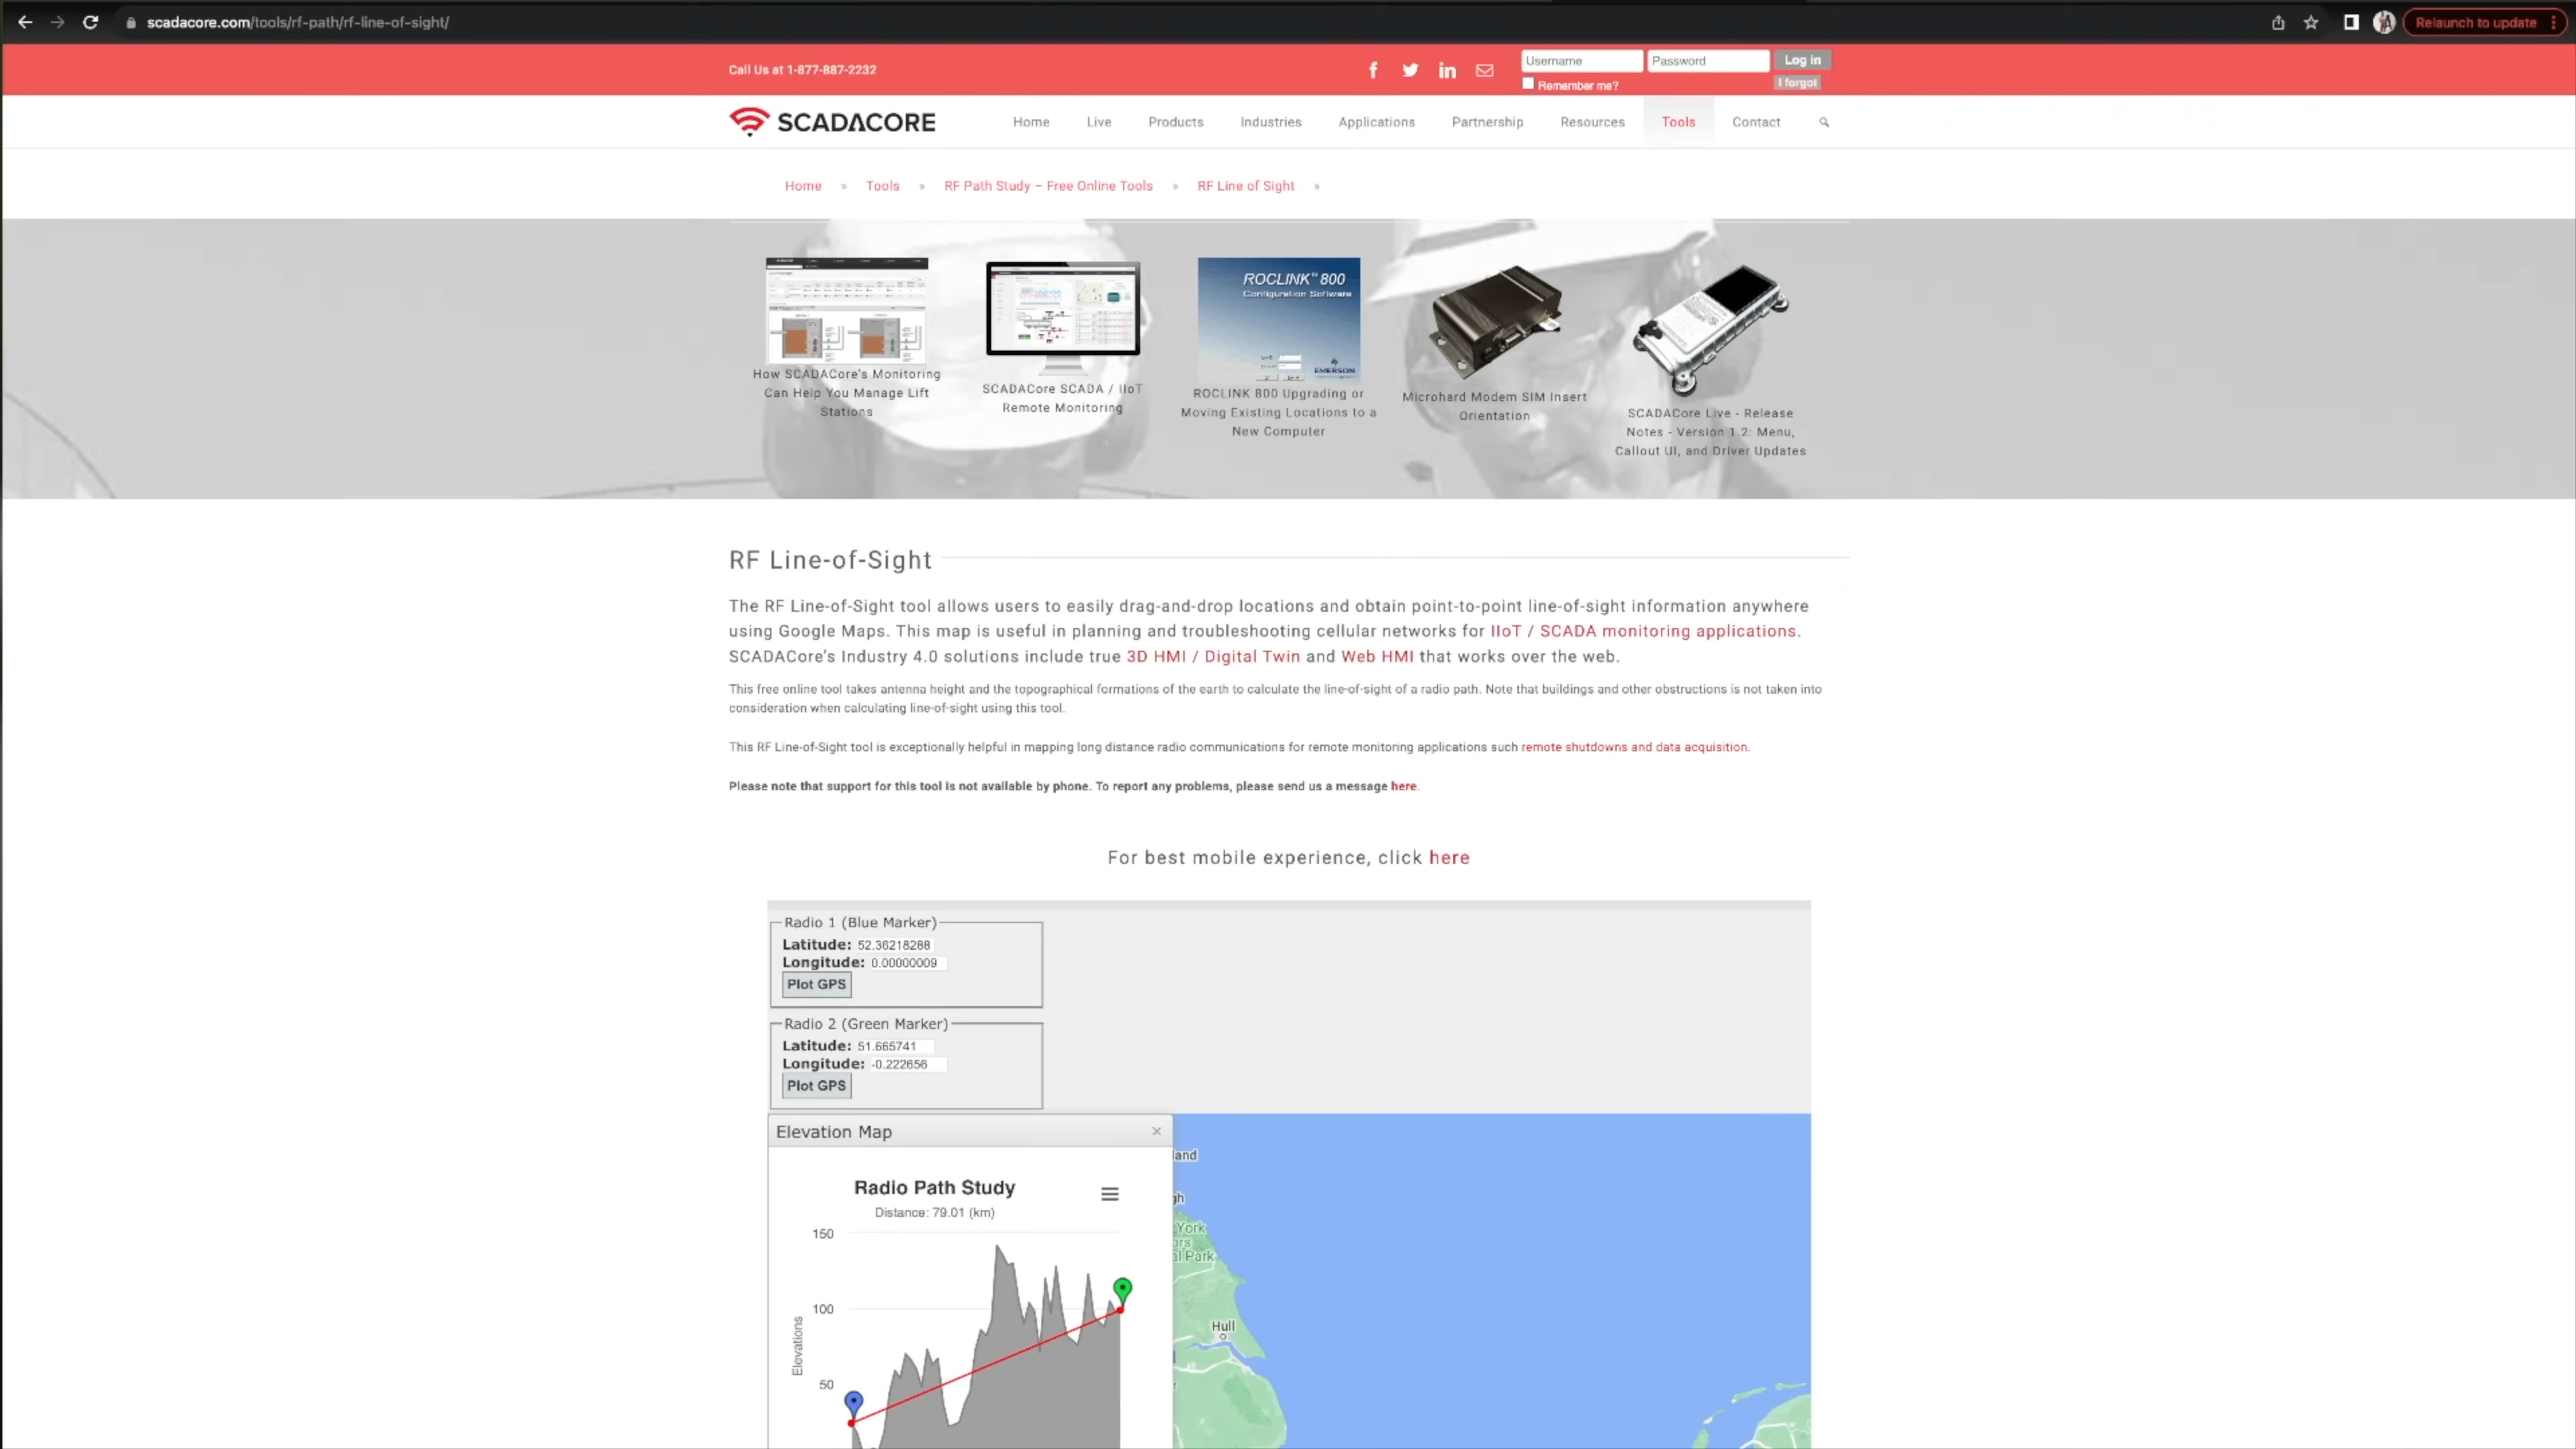 scadacore.com/tools/rf-path/rf-line-of-sight/
Relaunch to update
Call Us at 1-877-887-2232
Username
Password
Log in
Remember me?
I forgot
SCADACORE
Home
Live
Products
Industries
Applications
Partnership
Resources
Tools
Contact
Home » Tools » RF Path Study – Free Online Tools » RF Line of Sight »
How SCADACore's Monitoring
Can Help You Manage Lift
Stations
SCADACore SCADA / IIoT
Remote Monitoring
ROCLINK™ 800
Configuration Software
EMERSON
ROCLINK 800 Upgrading or
Moving Existing Locations to a
New Computer
Microhard Modem SIM Insert
Orientation
SCADACore Live - Release
Notes - Version 1.2: Menu,
Callout UI, and Driver Updates
RF Line-of-Sight
The RF Line-of-Sight tool allows users to easily drag-and-drop locations and obtain point-to-point line-of-sight information anywhere
using Google Maps. This map is useful in planning and troubleshooting cellular networks for IIoT / SCADA monitoring applications.
SCADACore's Industry 4.0 solutions include true 3D HMI / Digital Twin and Web HMI that works over the web.
This free online tool takes antenna height and the topographical formations of the earth to calculate the line-of-sight of a radio path. Note that buildings and other obstructions is not taken into
consideration when calculating line-of-sight using this tool.
This RF Line-of-Sight tool is exceptionally helpful in mapping long distance radio communications for remote monitoring applications such remote shutdowns and data acquisition.
Please note that support for this tool is not available by phone. To report any problems, please send us a message here.
For best mobile experience, click here
Radio 1 (Blue Marker)
Latitude: 52.36218288
Longitude: 0.00000009
Plot GPS
Radio 2 (Green Marker)
Latitude: 51.665741
Longitude: -0.222656
Plot GPS
Elevation Map
Radio Path Study
Distance: 79.01 (km)
150
100
50
Elevations
land
gh
York
rs
al Park
Hull